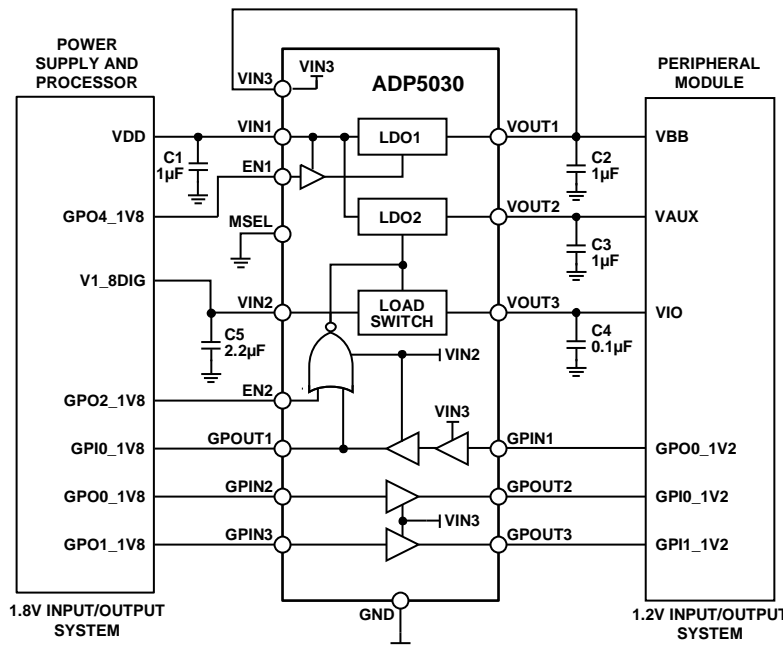 POWER
SUPPLY AND
PROCESSOR
VDD
GPO4_1V8
V1_8DIG
GPO2_1V8
GPI0_1V8
GPO0_1V8
GPO1_1V8
1.8V INPUT/OUTPUT
SYSTEM
C1
1µF
C5
2.2µF
VIN3
VIN1
EN1
MSEL
VIN2
EN2
GPOUT1
GPIN2
GPIN3
GND
VIN3
ADP5030
LDO1
LDO2
LOAD
SWITCH
VIN2
VIN3
VIN3
VOUT1
VOUT2
VOUT3
GPIN1
GPOUT2
GPOUT3
C2
1µF
C3
1µF
C4
0.1µF
PERIPHERAL
MODULE
VBB
VAUX
VIO
GPO0_1V2
GPI0_1V2
GPI1_1V2
1.2V INPUT/OUTPUT
SYSTEM